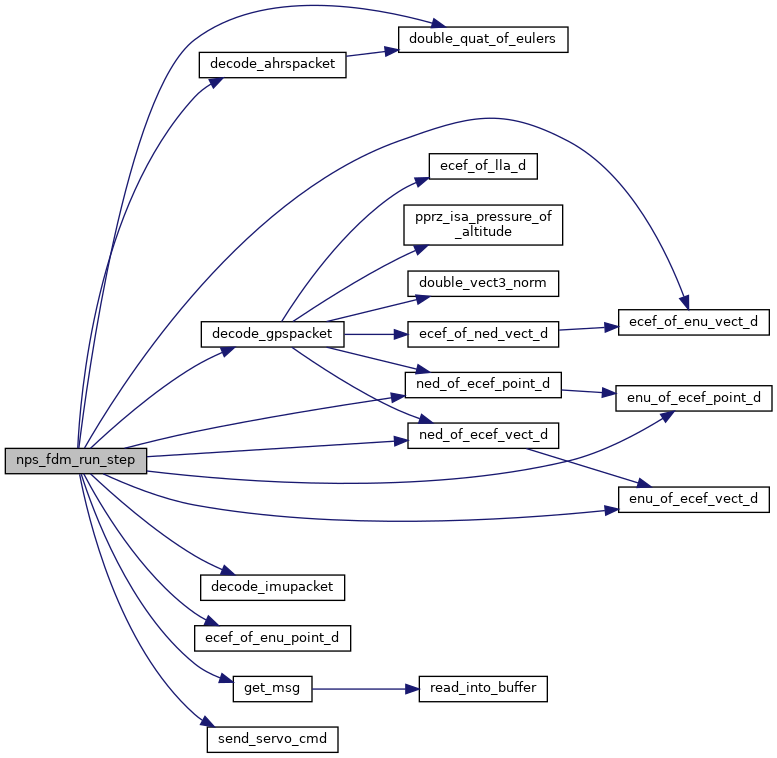 double_quat_of_eulers
decode_ahrspacket
ecef_of_lla_d
pprz_isa_pressure_of
_altitude
double_vect3_norm
decode_gpspacket
ecef_of_ned_vect_d
ecef_of_enu_vect_d
ned_of_ecef_point_d
enu_of_ecef_point_d
ned_of_ecef_vect_d
nps_fdm_run_step
enu_of_ecef_vect_d
decode_imupacket
ecef_of_enu_point_d
get_msg
read_into_buffer
send_servo_cmd